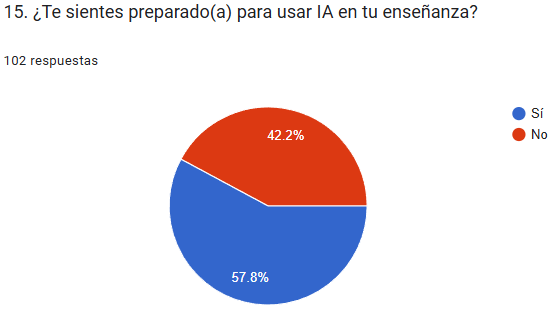 15. ¿Te sientes preparado(a) para usar IA en tu enseñanza?
102 respuestas
Sí
No
42.2%
57.8%